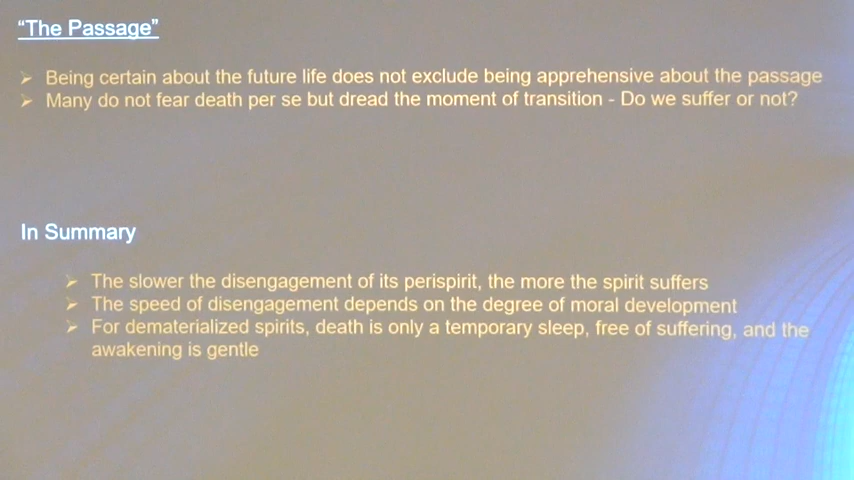 “The Passage”
➢ Being certain about the future life does not exclude being apprehensive about the passage
➢ Many do not fear death per se but dread the moment of transition - Do we suffer or not?
In Summary
➢ The slower the disengagement of its perispirit, the more the spirit suffers
➢ The speed of disengagement depends on the degree of moral development
➢ For dematerialized spirits, death is only a temporary sleep, free of suffering, and the
awakening is gentle